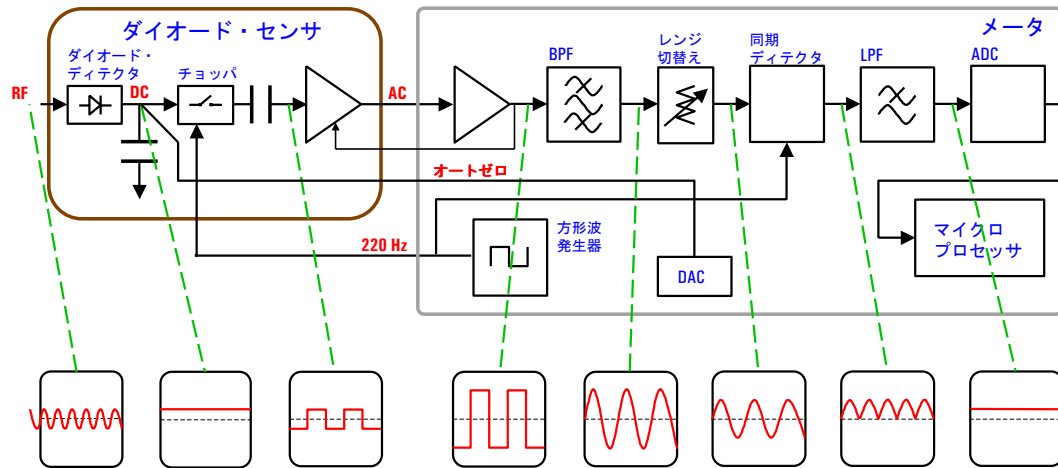 ダイオード・センサ
メータ
ダイオード・
ディテクタ
チョッパ
BPF
レンジ
切替え
同期
ディテクタ
LPF
ADC
RF
DC
AC
オートゼロ
220 Hz
方形波
発生器
DAC
マイクロ
プロセッサ